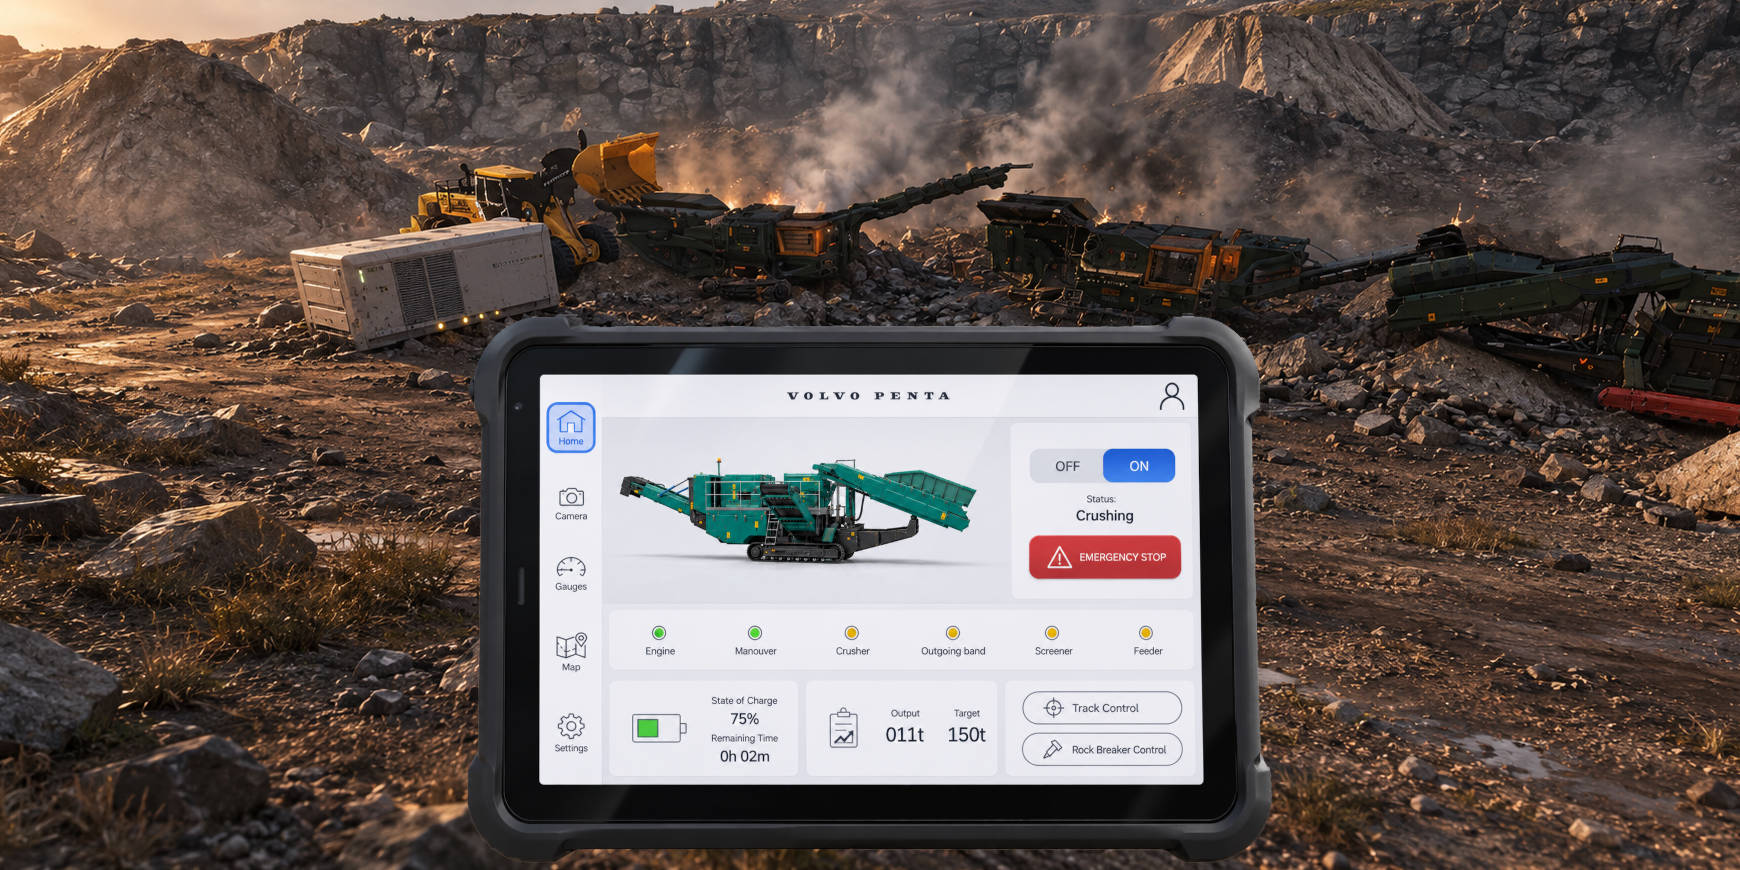 VOLVO PENTA
Home
Camera
Gauges
Map
Settings
OFF ON
Status:
Crushing
EMERGENCY STOP
Engine Manouver Crusher Outgoing band Screener Feeder
State of Charge
75%
Remaining Time
0h 02m
Output Target
011t 150t
Track Control
Rock Breaker Control